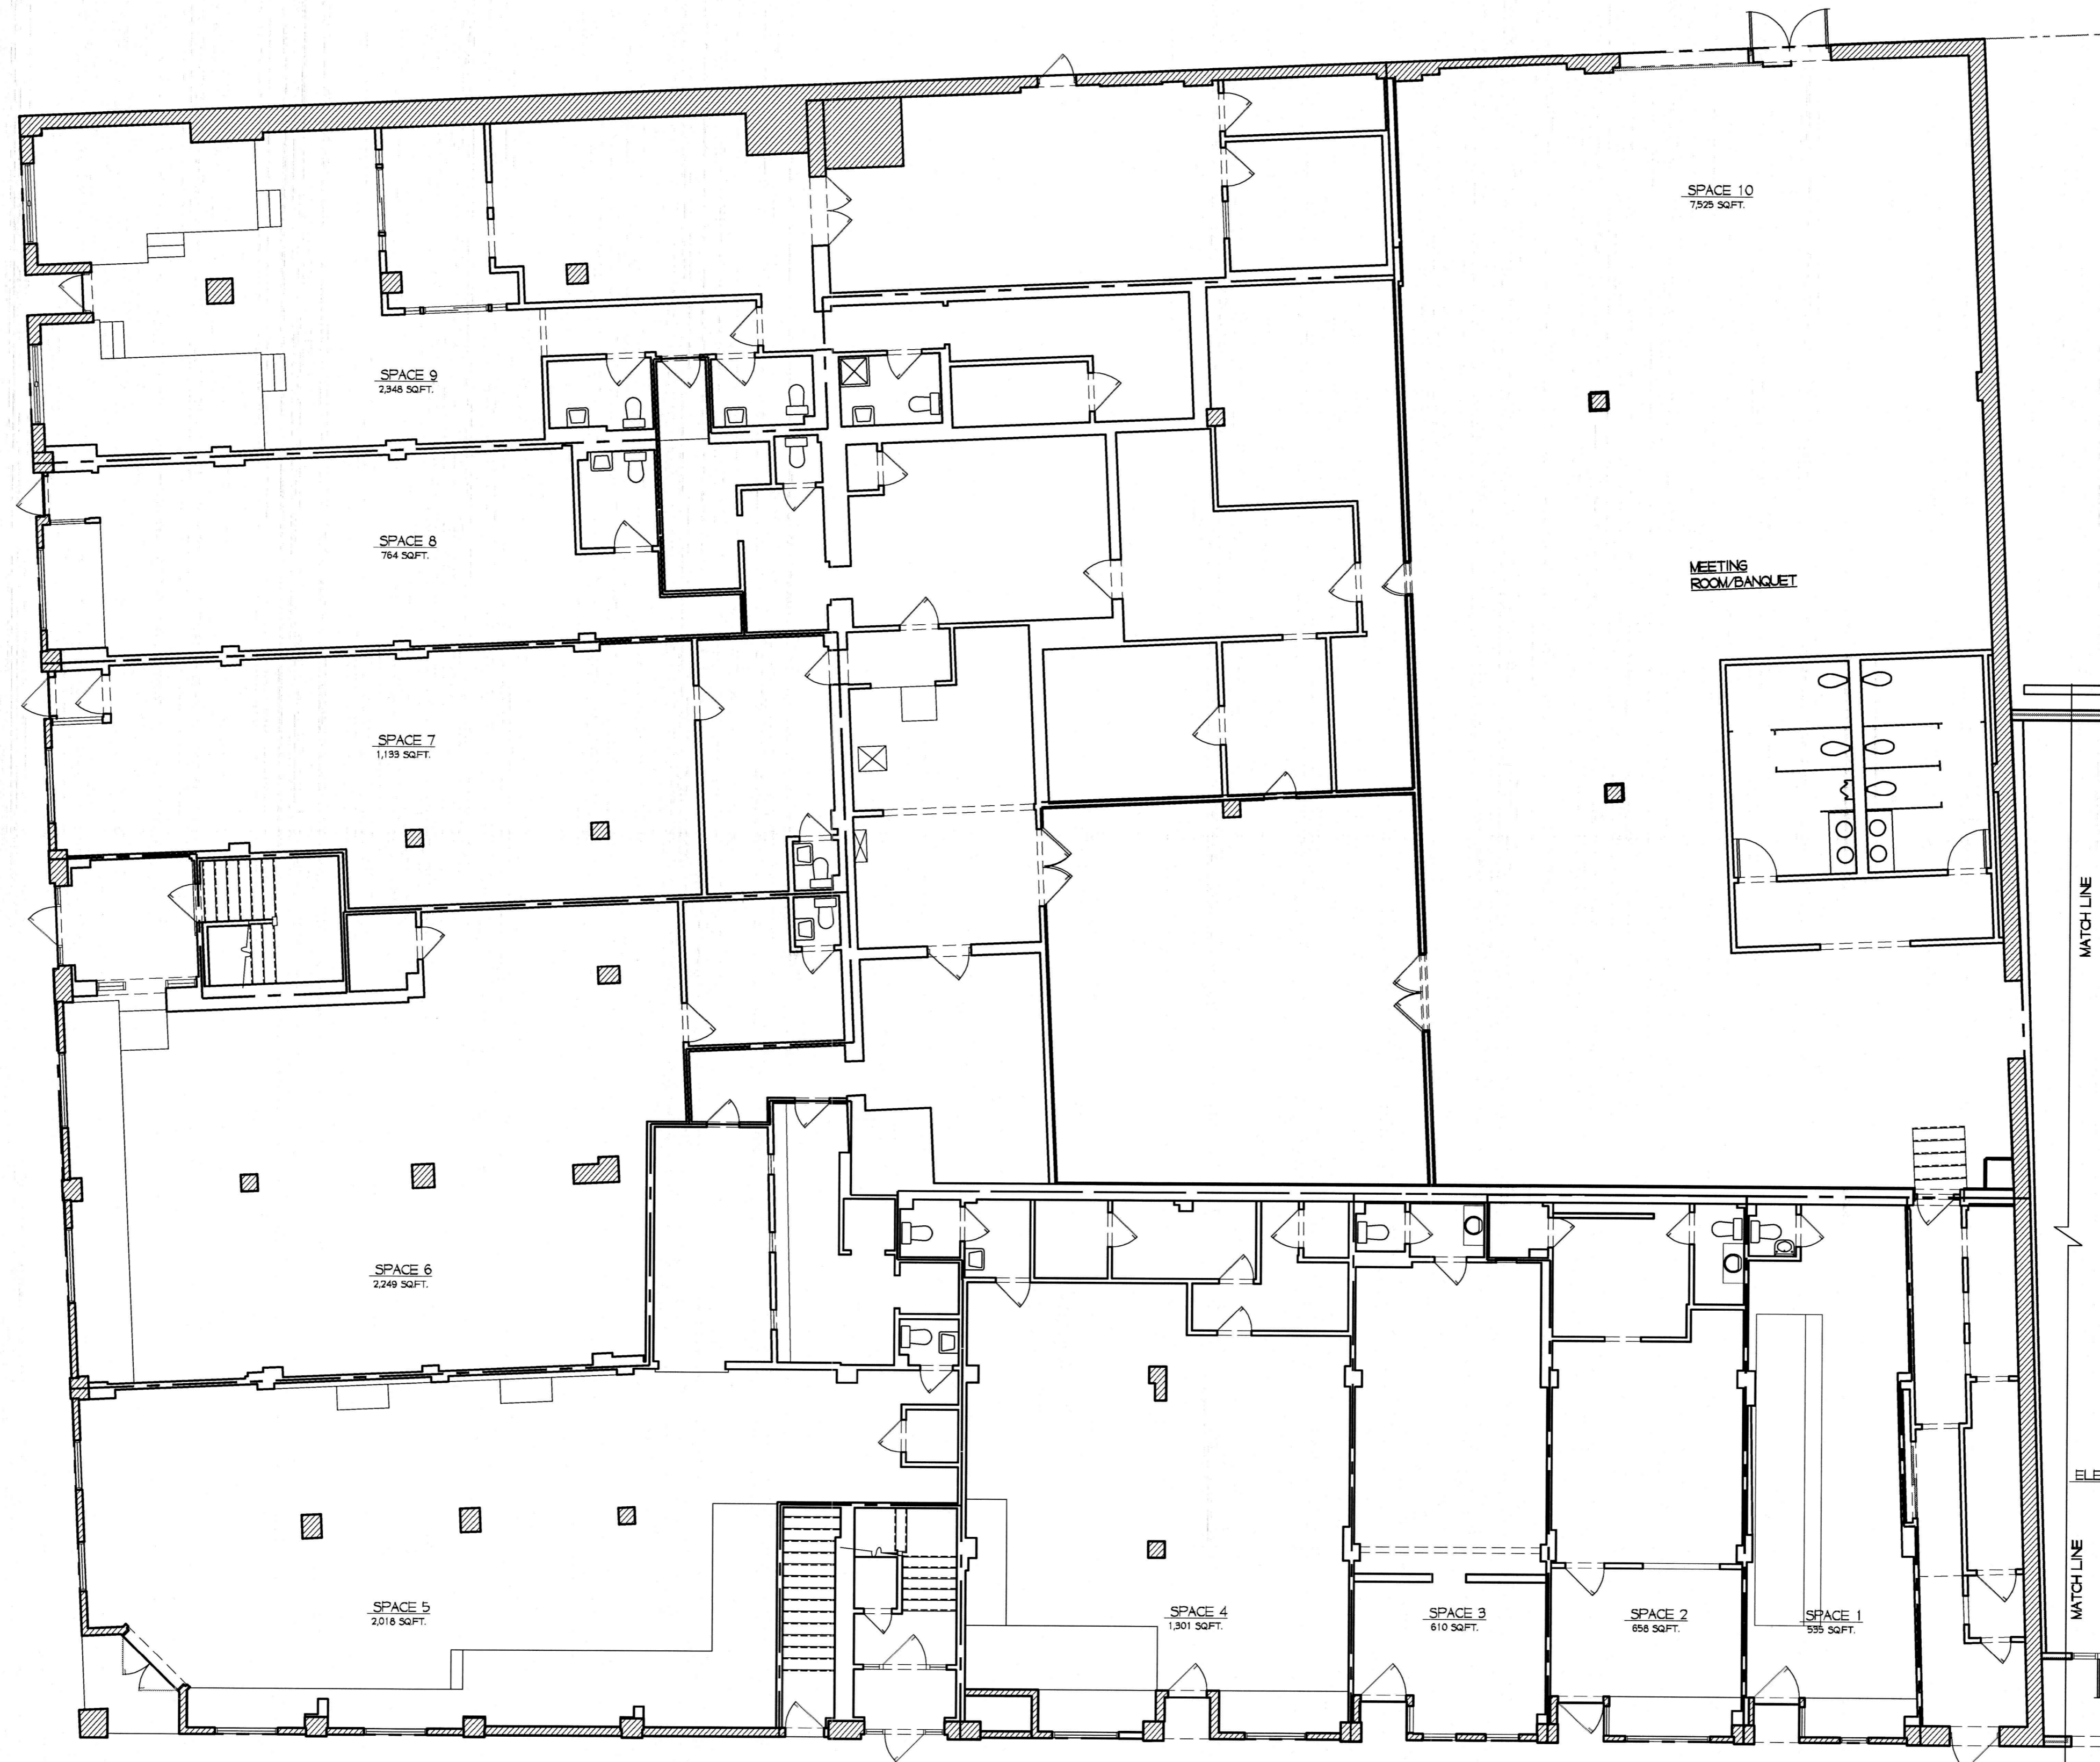 SPACE 10
7,525 SQ.FT.
SPACE 9
2,348 SQ.FT.
SPACE 8
764 SQ.FT.
MEETING
ROOM/BANQUET
SPACE 7
1,133 SQ.FT.
MATCH LINE
SPACE 6
2,249 SQ.FT.
ELE
MATCH LINE
SPACE 5
2,018 SQ.FT.
SPACE 4
1,301 SQ.FT.
SPACE 3
610 SQ.FT.
SPACE 2
658 SQ.FT.
SPACE 1
535 SQ.FT.